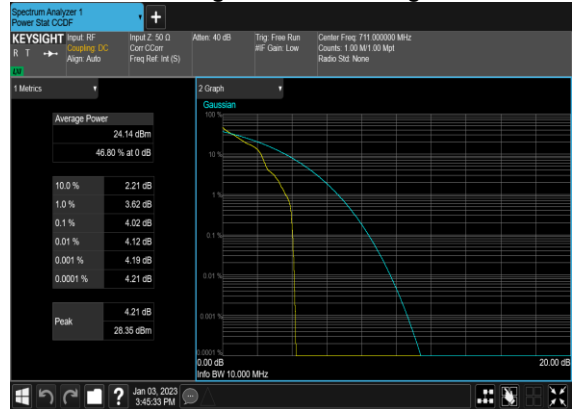 Spectrum Analyzer 1
Power Stat CCDF
+
KEYSIGHT
R T
LW
Input: RF
Coupling: DC
Align: Auto
Input Z: 50 Ω
Corr CCorr
Freq Ref: Int (S)
Atten: 40 dB
Trig: Free Run
#IF Gain: Low
Center Freq: 711.000000 MHz
Counts: 1.00 M/1.00 Mpt
Radio Std: None
1 Metrics
Average Power
24.14 dBm
46.80 % at 0 dB
10.0 % 2.21 dB
1.0 % 3.62 dB
0.1 % 4.02 dB
0.01 % 4.12 dB
0.001 % 4.19 dB
0.0001 % 4.21 dB
Peak
4.21 dB
28.35 dBm
2 Graph
Gaussian
100 %
10 %
1 %
0.1 %
0.01 %
0.001 %
0.0001 %
0.00 dB
20.00 dB
Info BW 10.000 MHz
?
Jan 03, 2023
3:45:33 PM